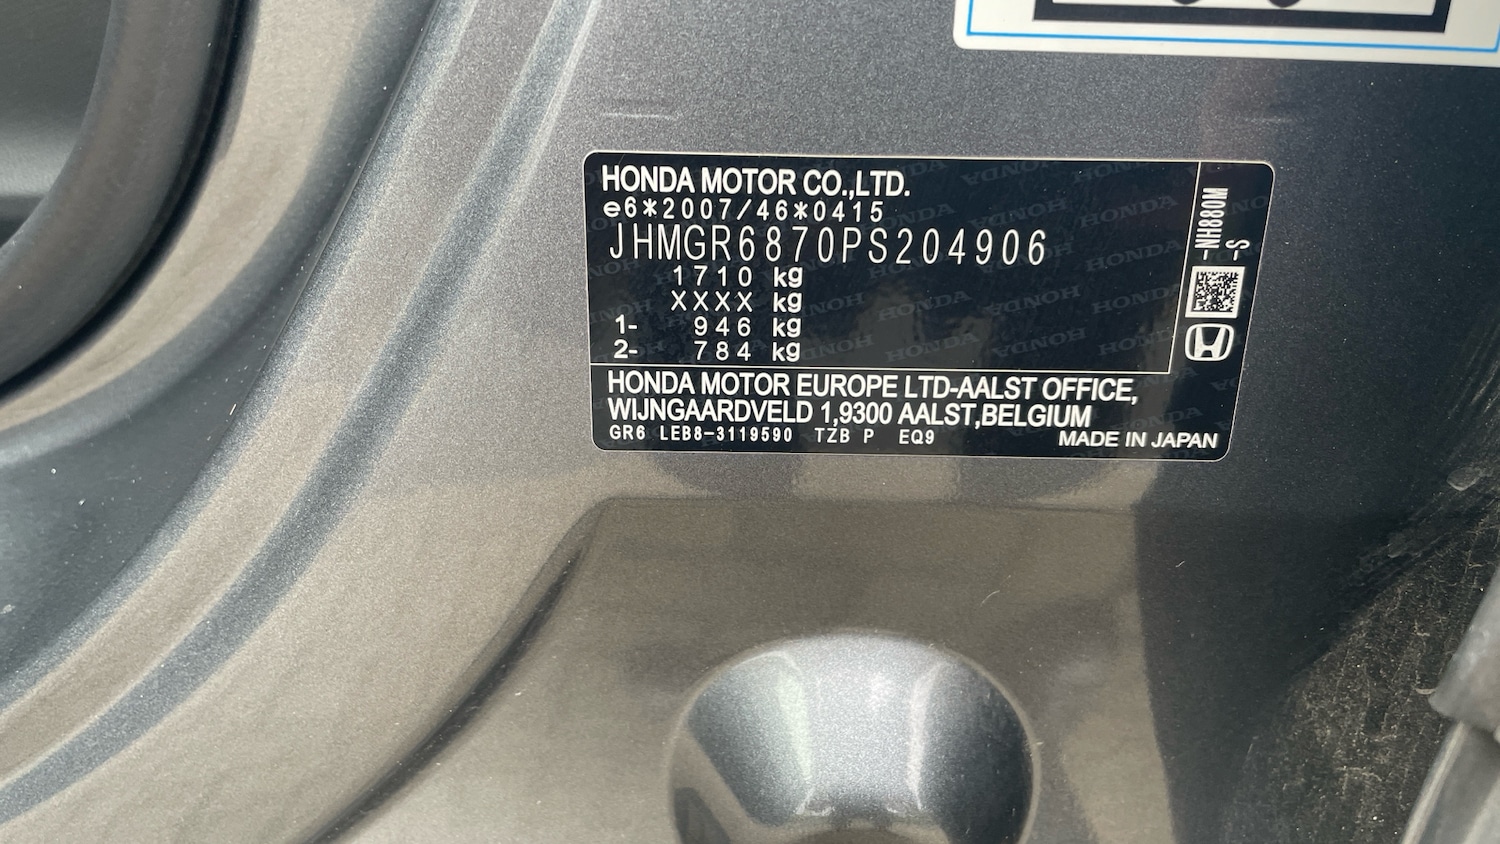 HONDA MOTOR CO.,LTD.
e6*2007/46*0415
JHMGR6870PS204906
1710 kg
XXXX kg
1- 946 kg
2- 784 kg
HONDA MOTOR EUROPE LTD-AALST OFFICE,
WIJNGAARDVELD 1,9300 AALST,BELGIUM
GR6 LEB8-3119590 TZB P EQ9
MADE IN JAPAN
-NH880M
-S